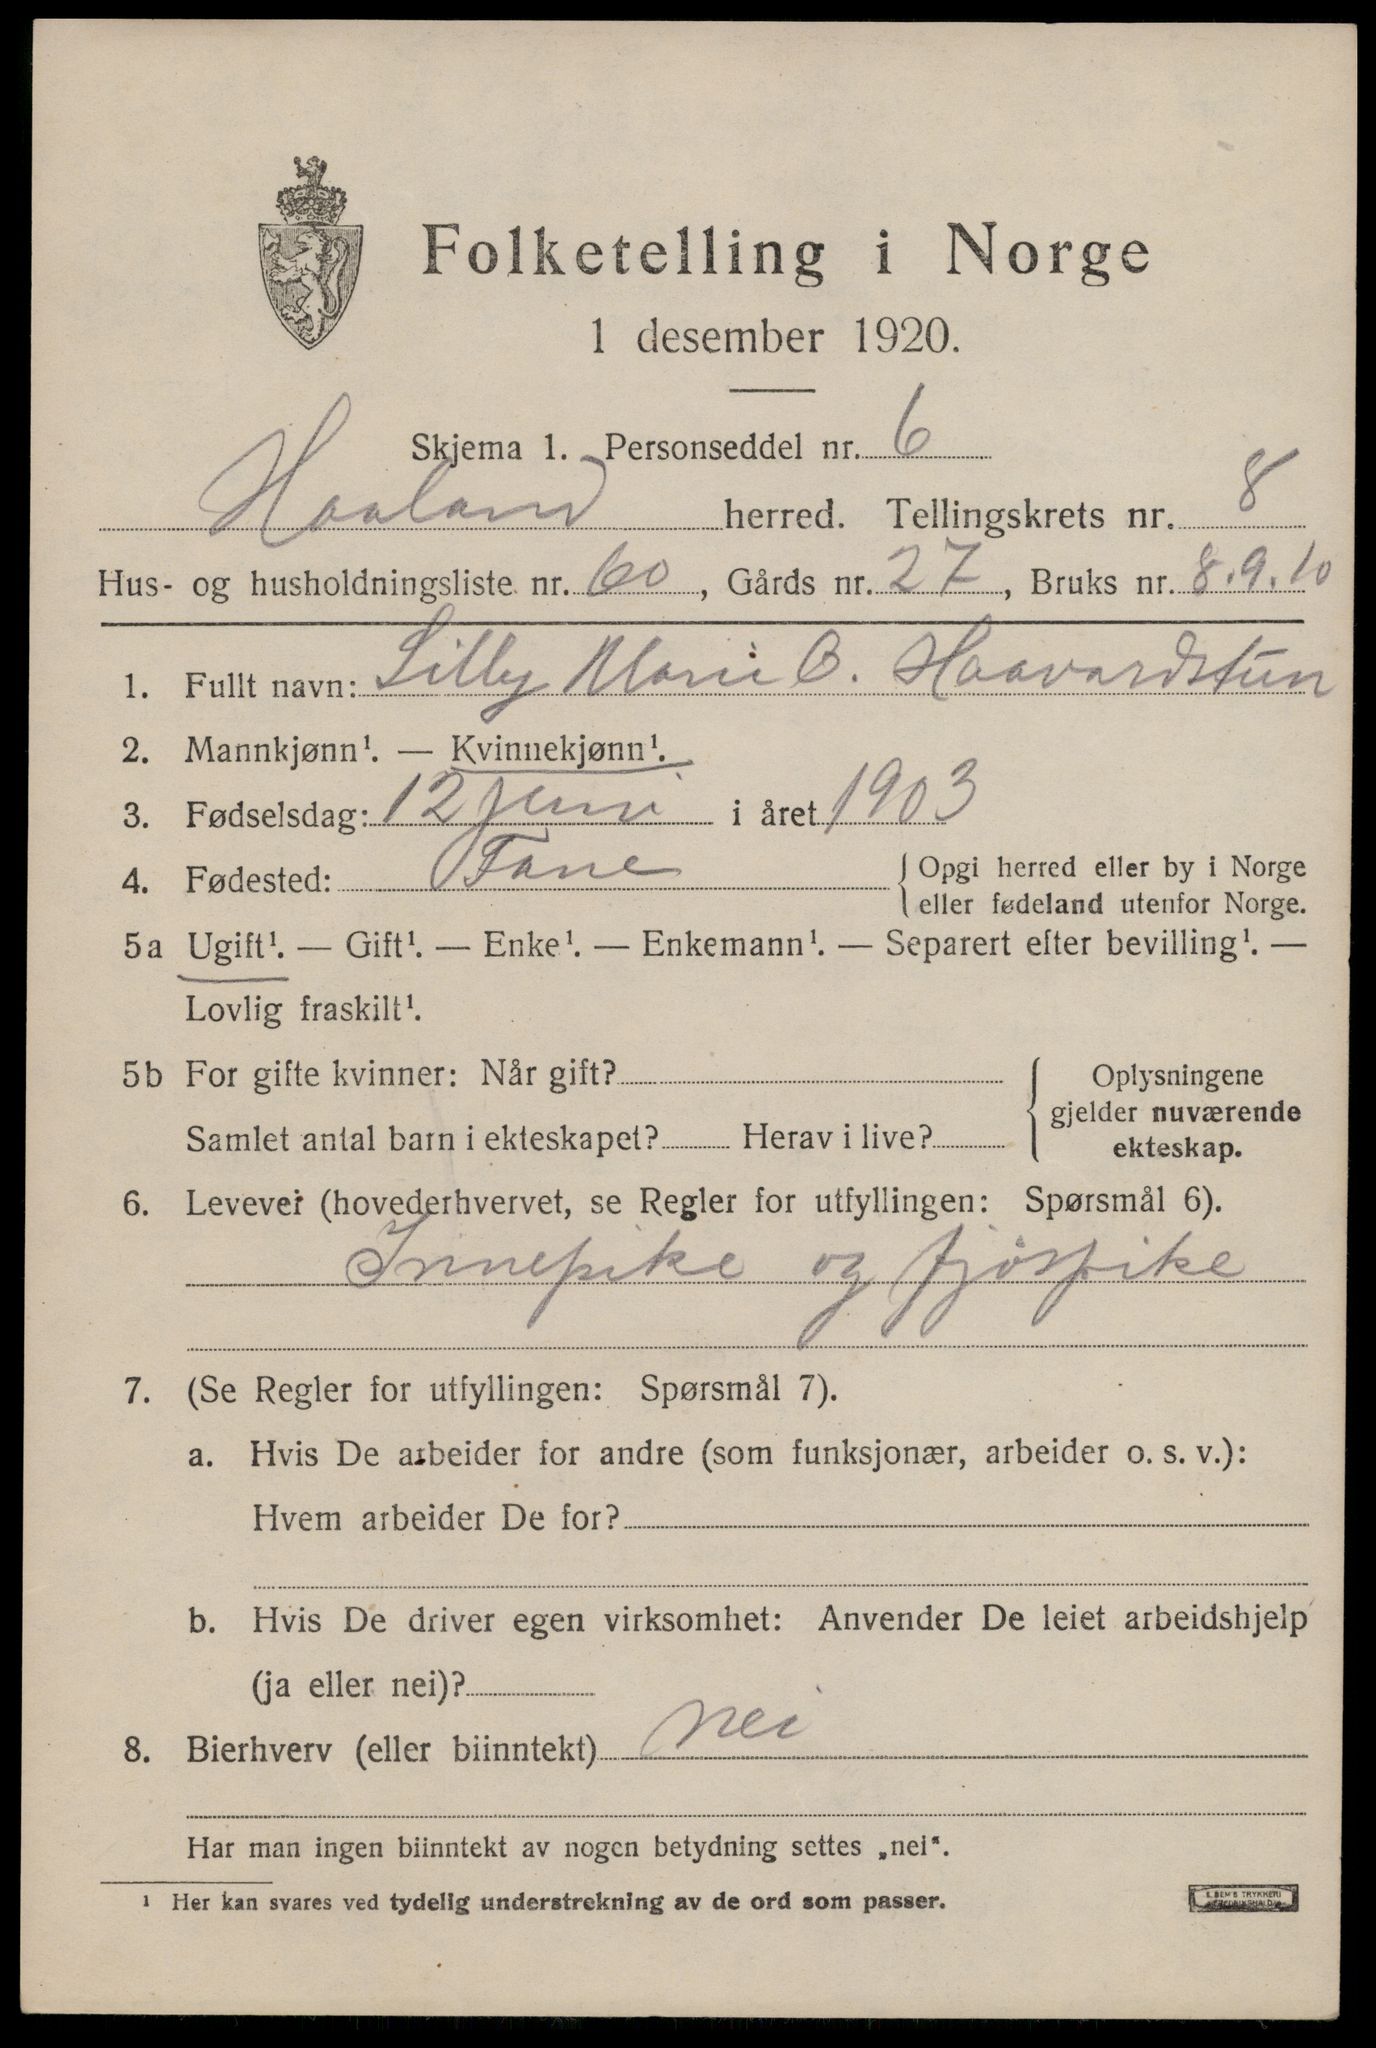 Folketelling i Norge
1 desember 1920.
Skjema 1. Personseddel nr. 6
Haaland herred. Tellingskrets nr. 8
Hus- og husholdningsliste nr. 60, Gårds nr. 27, Bruks nr. 8.9.10
1. Fullt navn: Lilly Marie O. Haavardstun
2. Mannkjønn¹. — Kvinnekjønn¹.
3. Fødselsdag: 12 juni i året 1903
4. Fødested: Fane { Opgi herred eller by i Norge
eller fødeland utenfor Norge.
5a Ugift¹. — Gift¹. — Enke¹. — Enkemann¹. — Separert efter bevilling¹. —
Lovlig fraskilt¹.
5b For gifte kvinner: Når gift?
Samlet antal barn i ekteskapet? Herav i live?
Oplysningene
gjelder nuværende
ekteskap.
6. Levevei (hovederhvervet, se Regler for utfyllingen: Spørsmål 6).
Innepike og fjøspike
7. (Se Regler for utfyllingen: Spørsmål 7).
a. Hvis De arbeider for andre (som funksjonær, arbeider o. s. v.):
Hvem arbeider De for?
b. Hvis De driver egen virksomhet: Anvender De leiet arbeidshjelp
(ja eller nei)?
8. Bierhverv (eller biinntekt) nei
Har man ingen biinntekt av nogen betydning settes „nei“.
¹ Her kan svares ved tydelig understrekning av de ord som passer.
E. SEM'S TRYKKERI
FREDRIKSHALD